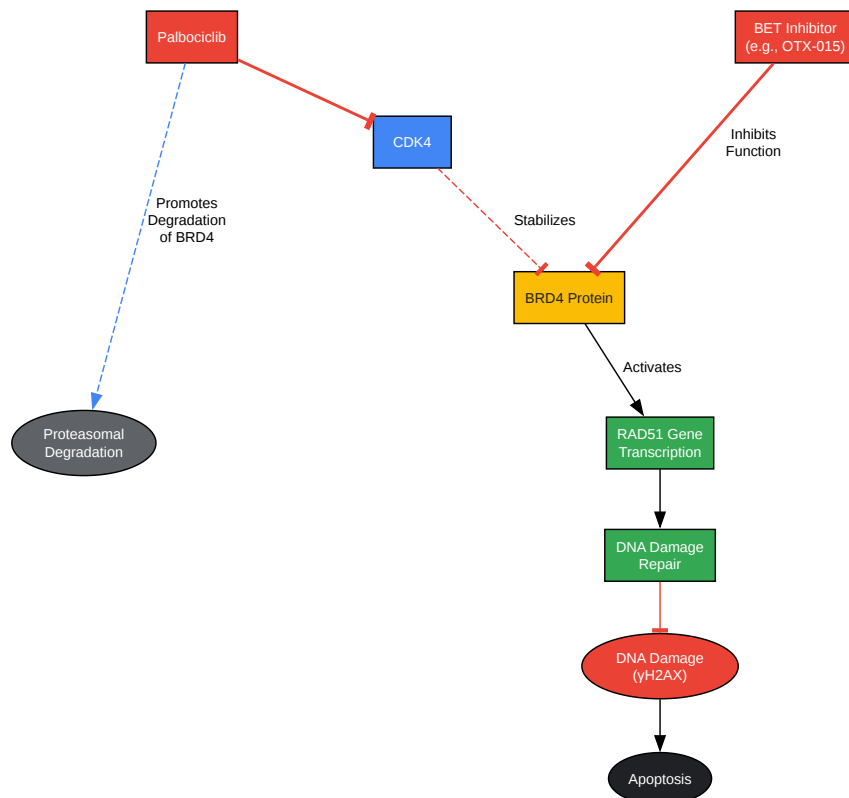 Palbociclib
BET Inhibitor
(e.g., OTX-015)
CDK4
Inhibits
Function
Promotes
Degradation
of BRD4
Stabilizes
BRD4 Protein
Activates
Proteasomal
Degradation
RAD51 Gene
Transcription
DNA Damage
Repair
DNA Damage
(γH2AX)
Apoptosis